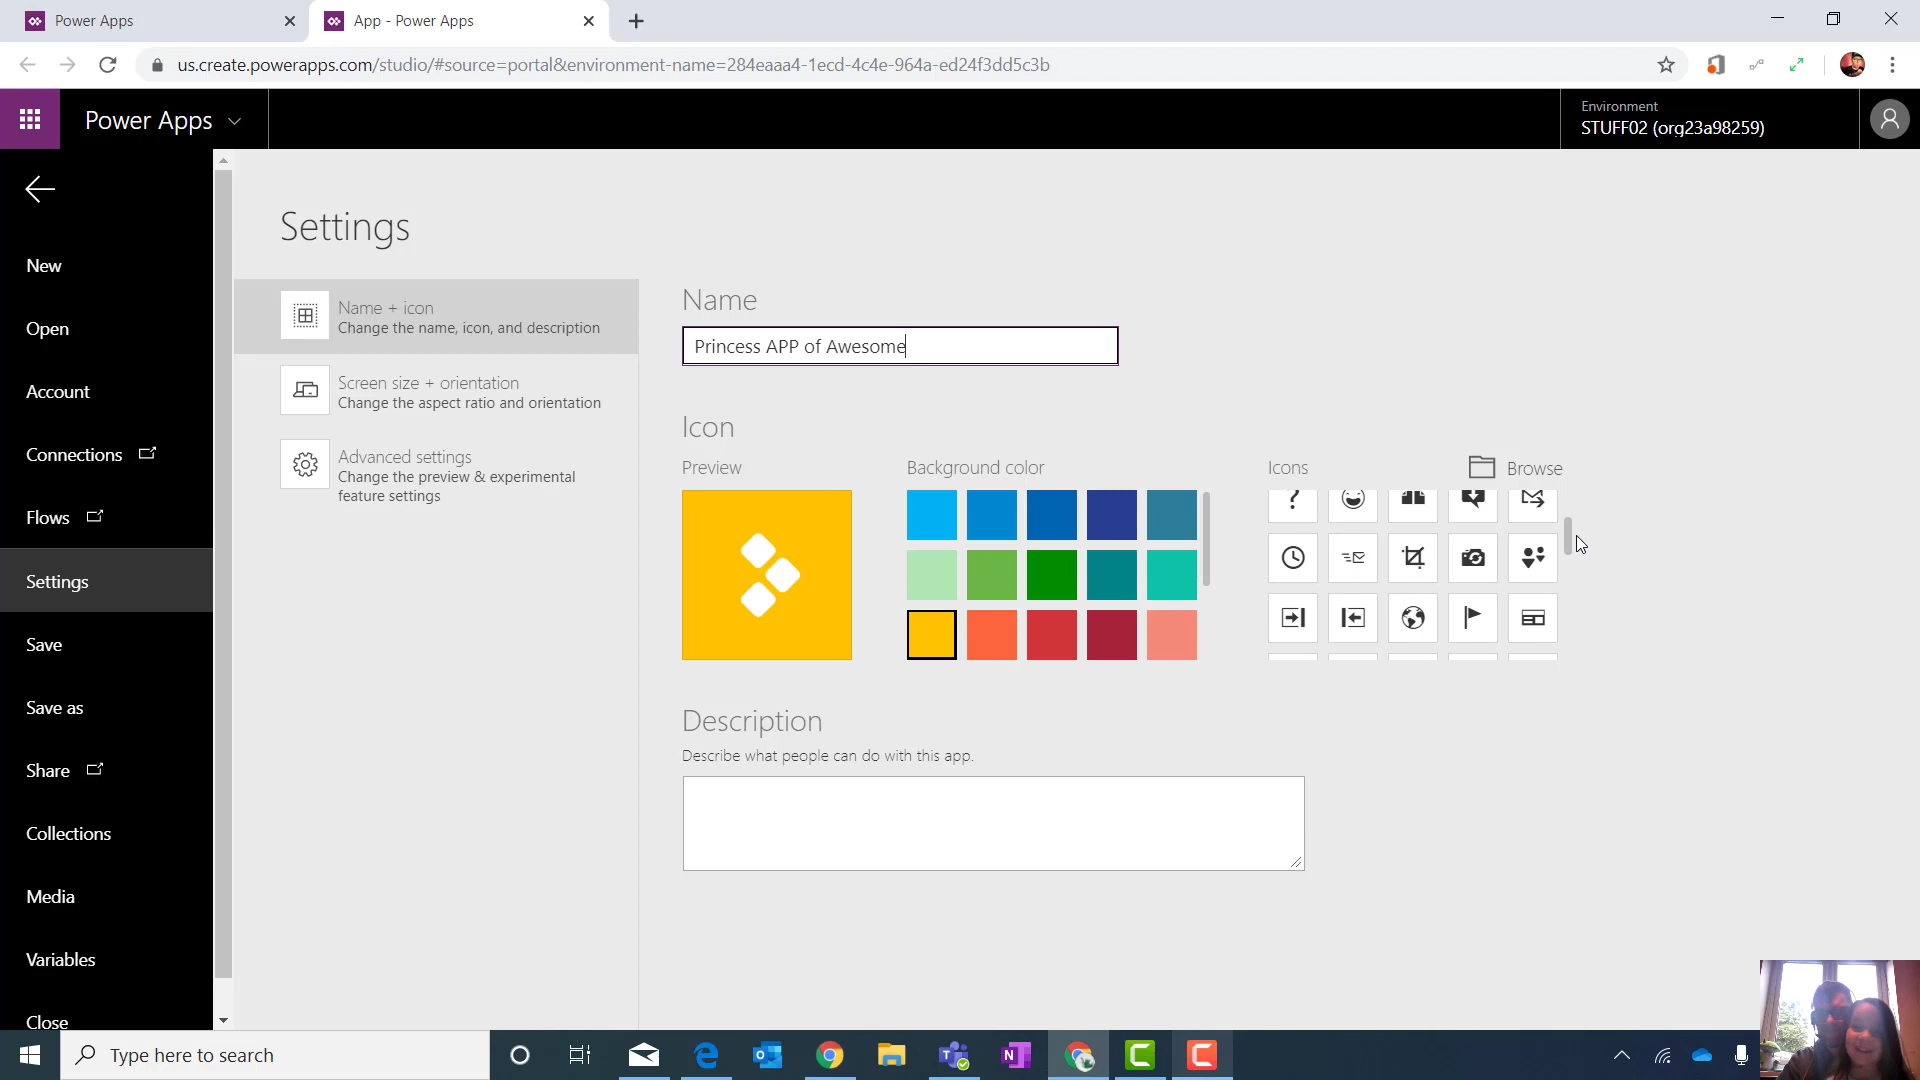 Power Apps
App - Power Apps
us.create.powerapps.com/studio/#source=portal&environment-name=284eaaa4-1ecd-4c4e-964a-ed24f3dd5c3b
Power Apps
Environment
STUFF02 (org23a98259)
New
Open
Account
Connections
Flows
Settings
Save
Save as
Share
Collections
Media
Variables
Close
Settings
Name + icon
Change the name, icon, and description
Screen size + orientation
Change the aspect ratio and orientation
Advanced settings
Change the preview & experimental
feature settings
Name
Princess APP of Awesome
Icon
Preview
Background color
Icons
Browse
Description
Describe what people can do with this app.
Type here to search